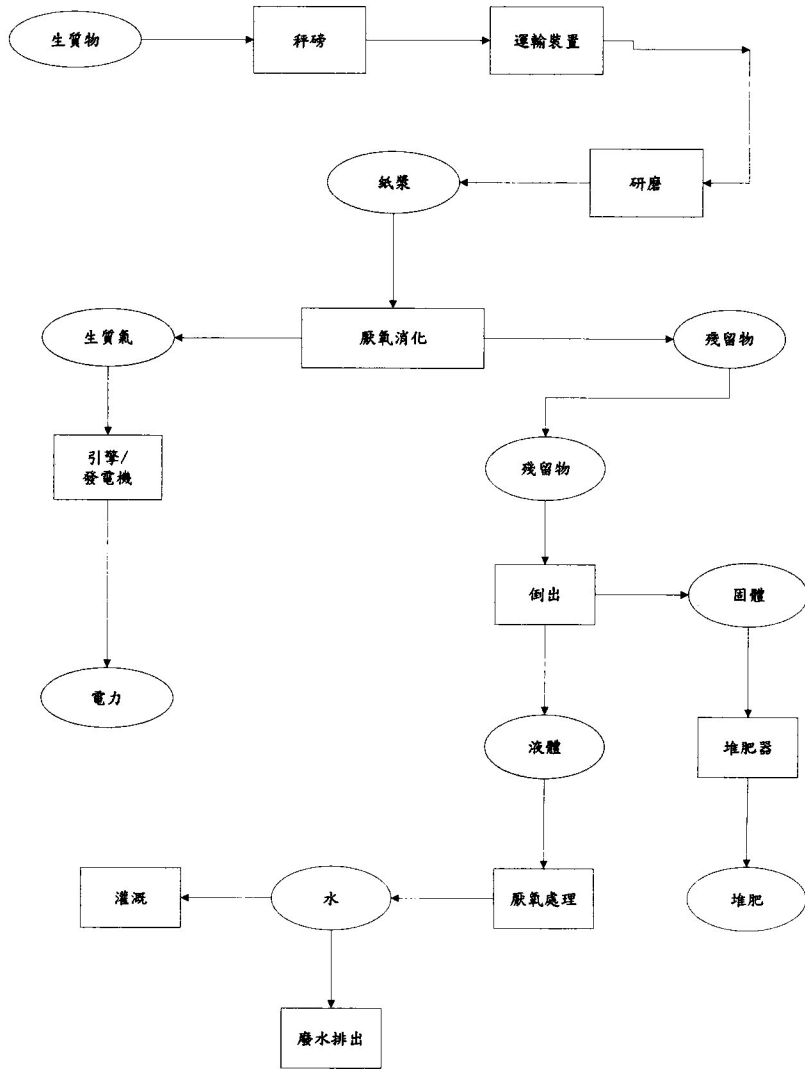 生質物
秤磅
運輸裝置
紙漿
研磨
生質氣
厭氧消化
殘留物
引擎/
發電機
殘留物
倒出
固體
電力
液體
堆肥器
灌溉
水
厭氧處理
堆肥
廢水排出